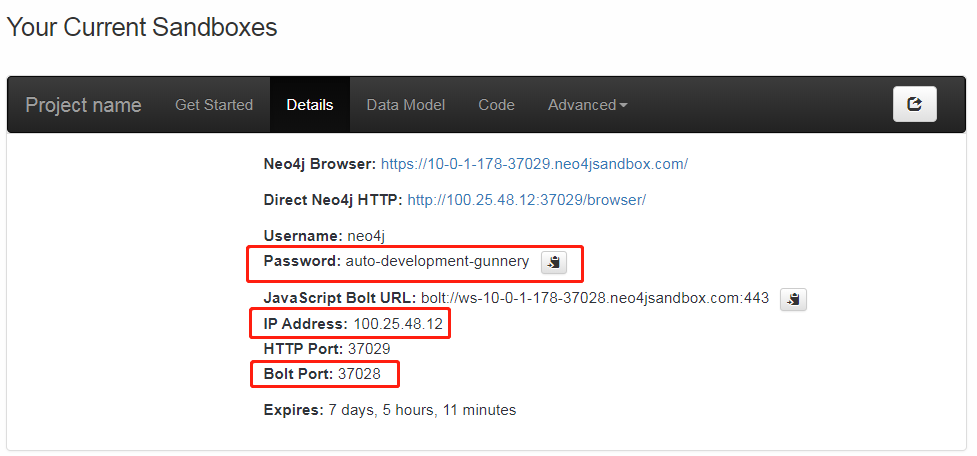 Your Current Sandboxes
Project name Get Started Details Data Model Code Advanced
Neo4j Browser: https://10-0-1-178-37029.neo4jsandbox.com/
Direct Neo4j HTTP: http://100.25.48.12:37029/browser/
Username: neo4j
Password: auto-development-gunnery
JavaScript Bolt URL: bolt://ws-10-0-1-178-37028.neo4jsandbox.com:443
IP Address: 100.25.48.12
HTTP Port: 37029
Bolt Port: 37028
Expires: 7 days, 5 hours, 11 minutes